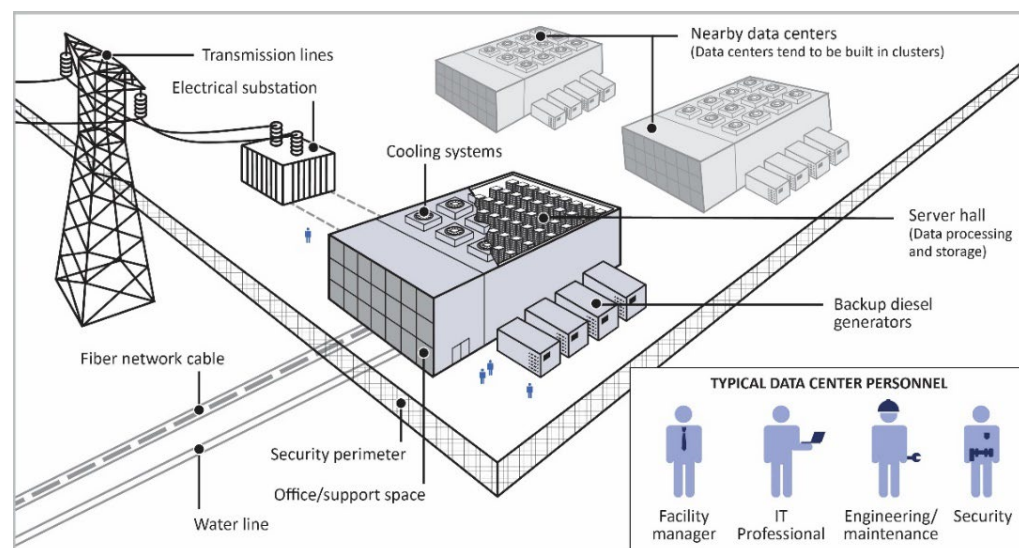 Transmission lines
Electrical substation
Cooling systems
Nearby data centers
(Data centers tend to be built in clusters)
Server hall
(Data processing
and storage)
Backup diesel
generators
Fiber network cable
Security perimeter
Office/support space
Water line
TYPICAL DATA CENTER PERSONNEL
Facility
manager
IT
Professional
Engineering/
maintenance
Security